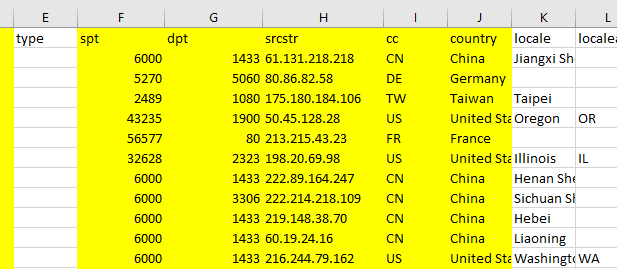 E F G H I J K L
type spt dpt srcstr cc country locale localea
6000 1433 61.131.218.218 CN China Jiangxi Sh
5270 5060 80.86.82.58 DE Germany
2489 1080 175.180.184.106 TW Taiwan Taipei
43235 1900 50.45.128.28 US United Sta Oregon OR
56577 80 213.215.43.23 FR France
32628 2323 198.20.69.98 US United Sta Illinois IL
6000 1433 222.89.164.247 CN China Henan She
6000 3306 222.214.218.109 CN China Sichuan Sh
6000 1433 219.148.38.70 CN China Hebei
6000 1433 60.19.24.16 CN China Liaoning
6000 1433 216.244.79.162 US United Sta Washingto WA